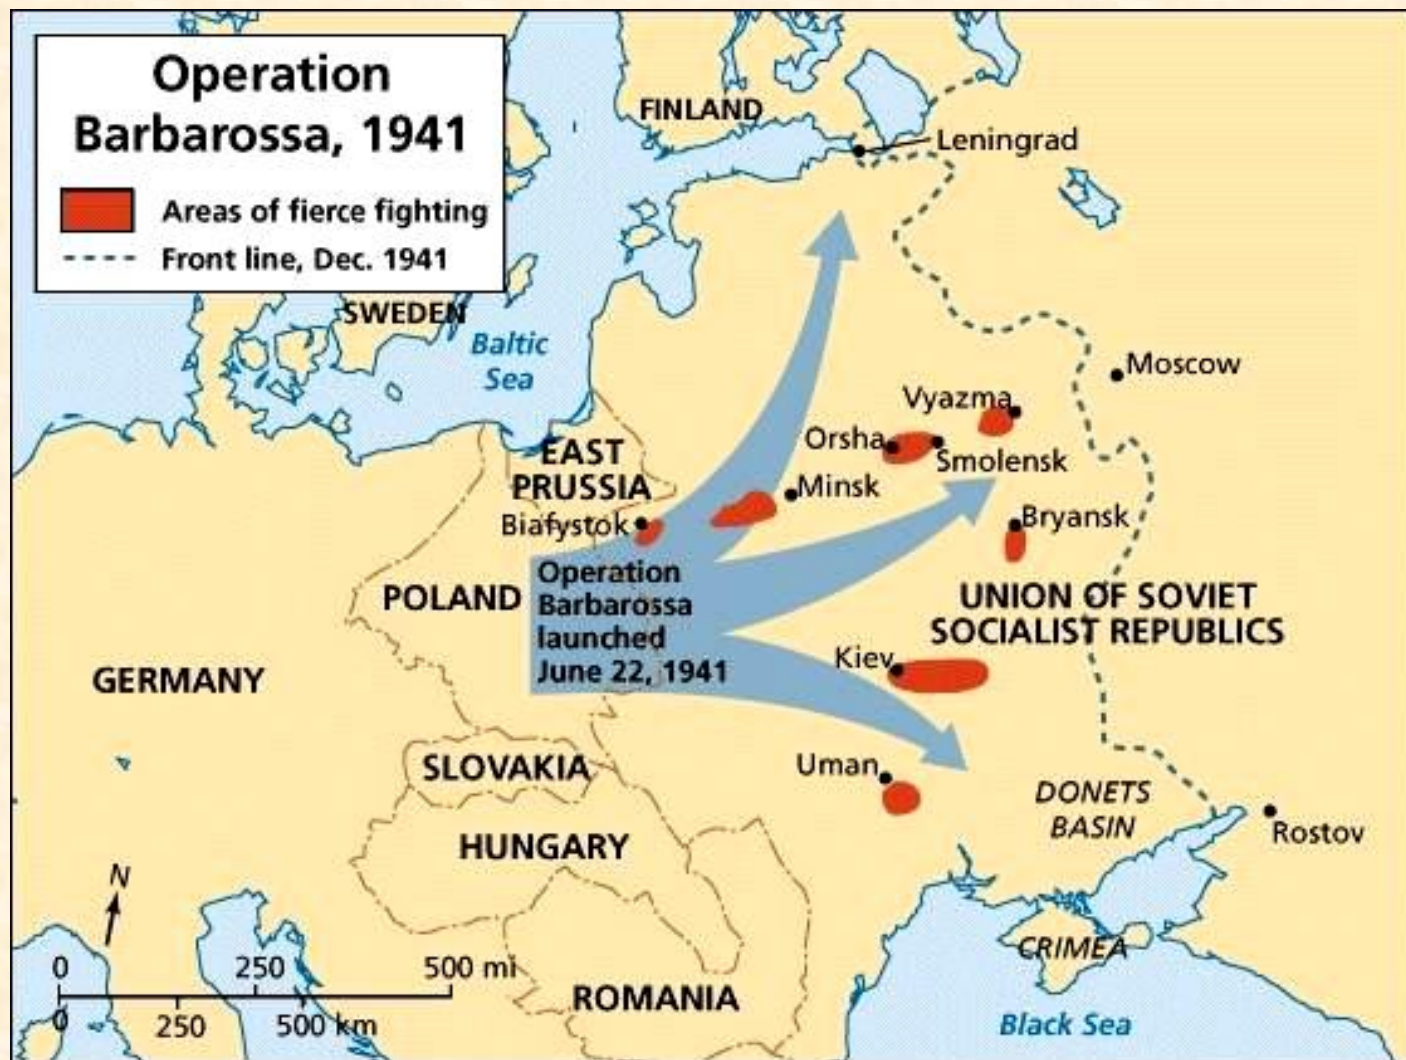 Operation
Barbarossa, 1941
Areas of fierce fighting
Front line, Dec. 1941
FINLAND
Leningrad
SWEDEN
Baltic
Sea
Moscow
Vyazma
Orsha
Smolensk
EAST
PRUSSIA
Minsk
Biafystok
Bryansk
Operation
Barbarossa
launched
June 22, 1941
POLAND
UNION OF SOVIET
SOCIALIST REPUBLICS
GERMANY
Kiev
SLOVAKIA
Uman
DONETS
BASIN
HUNGARY
Rostov
N
CRIMEA
0 250 500 mi
0 250 500 km
ROMANIA
Black Sea